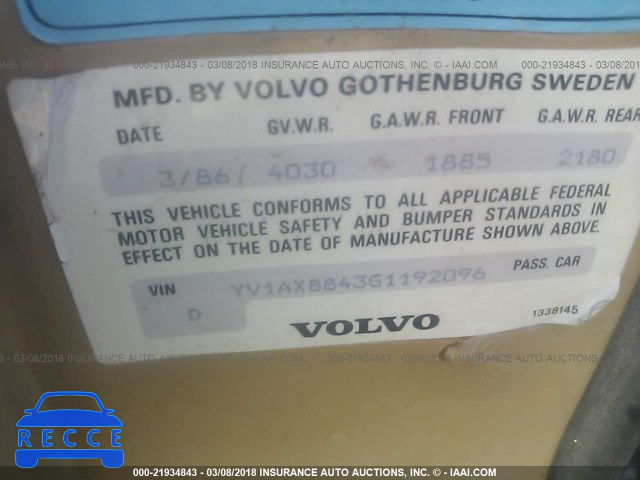 000-21934843 - 03/08/2018 INSURANCE AUTO AUCTIONS, INC. - © - IAAI.COM
MFD. BY VOLVO GOTHENBURG SWEDEN
DATE GV.W.R. G.A.W.R. FRONT G.A.W.R. REAR
3/86/ 4030 1885 2180
THIS VEHICLE CONFORMS TO ALL APPLICABLE FEDERAL
MOTOR VEHICLE SAFETY AND BUMPER STANDARDS IN
EFFECT ON THE DATE OF MANUFACTURE SHOWN ABOVE.
VIN YV1AX8843G1192096 PASS. CAR
D
VOLVO 1338145
RECCE
000-21934843 - 03/08/2018 INSURANCE AUTO AUCTIONS, INC. - © - IAAI.COM